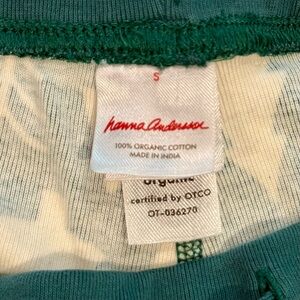 S
hanna andersson
100% ORGANIC COTTON
MADE IN INDIA
organic
certified by OTCO
OT-036270